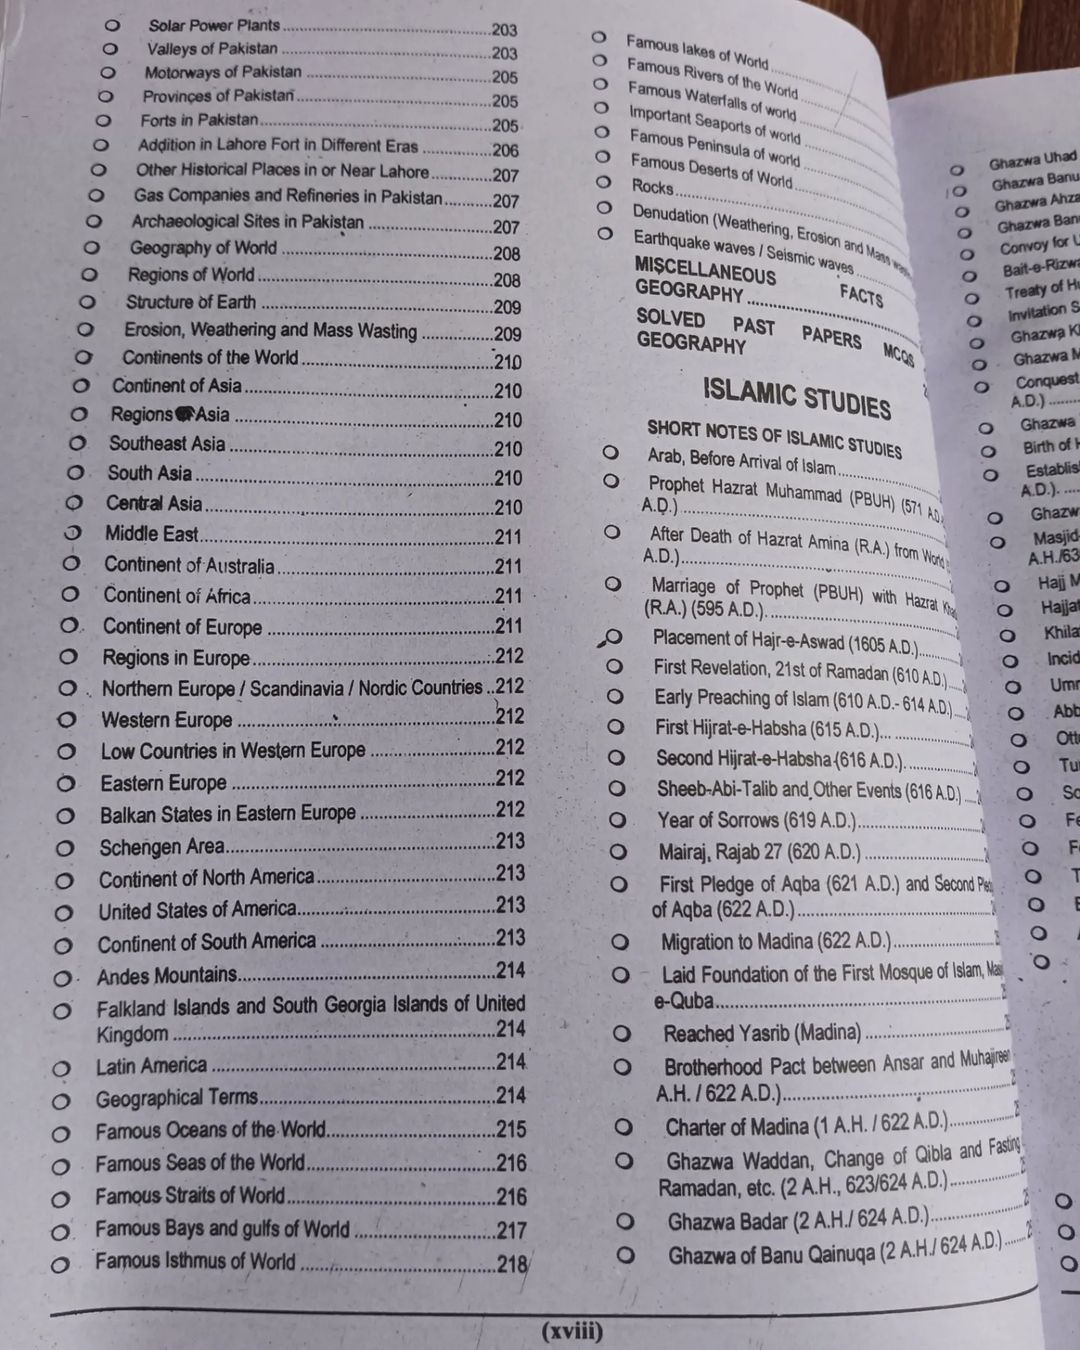 Solar Power Plants ..........203
Valleys of Pakistan ..........203
Motorways of Pakistan ..........205
Provinces of Pakistan..........205
Forts in Pakistan..........205
Addition in Lahore Fort in Different Eras ..........206
Other Historical Places in or Near Lahore..........207
Gas Companies and Refineries in Pakistan..........207
Archaeological Sites in Pakistan ..........207
Geography of World ..........208
Regions of World..........208
Structure of Earth ..........209
Erosion, Weathering and Mass Wasting ..........209
Continents of the World..........210
Continent of Asia..........210
Regions Asia ..........210
Southeast Asia..........210
South Asia..........210
Central Asia..........210
Middle East..........211
Continent of Australia..........211
Continent of Africa..........211
Continent of Europe ..........211
Regions in Europe..........212
Northern Europe / Scandinavia / Nordic Countries ..212
Western Europe ..........212
Low Countries in Western Europe ..........212
Eastern Europe ..........212
Balkan States in Eastern Europe ..........212
Schengen Area..........213
Continent of North America..........213
United States of America..........213
Continent of South America ..........213
Andes Mountains..........214
Falkland Islands and South Georgia Islands of United
Kingdom ..........214
Latin America ..........214
Geographical Terms..........214
Famous Oceans of the World..........215
Famous Seas of the World..........216
Famous Straits of World..........216
Famous Bays and gulfs of World ..........217
Famous Isthmus of World ..........218
Famous lakes of World..........
Famous Rivers of the World..........
Famous Waterfalls of world..........
Important Seaports of world..........
Famous Peninsula of world..........
Famous Deserts of World..........
Rocks..........
Denudation (Weathering, Erosion and Mass
Earthquake waves / Seismic waves..........
MISCELLANEOUS FACTS
GEOGRAPHY..........
SOLVED PAST PAPERS MCQS
GEOGRAPHY
ISLAMIC STUDIES
SHORT NOTES OF ISLAMIC STUDIES
Arab, Before Arrival of Islam..........
Prophet Hazrat Muhammad (PBUH) (571 A.D.
A.D.)..........
After Death of Hazrat Amina (R.A.) from World
A.D.)..........
Marriage of Prophet (PBUH) with Hazrat
(R.A.) (595 A.D.)..........
Placement of Hajr-e-Aswad (1605 A.D.)..........
First Revelation, 21st of Ramadan (610 A.D.)....
Early Preaching of Islam (610 A.D.- 614 A.D.)....
First Hijrat-e-Habsha (615 A.D.)..........
Second Hijrat-e-Habsha (616 A.D.)..........
Sheeb-Abi-Talib and Other Events (616 A.D.) ....
Year of Sorrows (619 A.D.)..........
Mairaj, Rajab 27 (620 A.D.) ..........
First Pledge of Aqba (621 A.D.) and Second
of Aqba (622 A.D.)..........
Migration to Madina (622 A.D.)..........
Laid Foundation of the First Mosque of Islam,
e-Quba..........
Reached Yasrib (Madina) ..........
Brotherhood Pact between Ansar and Muhajireen
A.H. / 622 A.D.)..........
Charter of Madina (1 A.H. / 622 A.D.)..........
Ghazwa Waddan, Change of Qibla and Fasting
Ramadan, etc. (2 A.H., 623/624 A.D.)..........
Ghazwa Badar (2 A.H./ 624 A.D.)..........
Ghazwa of Banu Qainuqa (2 A.H./ 624 A.D.)......
(xviii)
Ghazwa Uhad
Ghazwa Banu
Ghazwa
Ghazwa
Convoy for
Treaty of
Invitation
Ghazwa
Ghazwa
Conquest
A.D.)........
Ghazwa
Birth of
A.D.). ....
Hajj